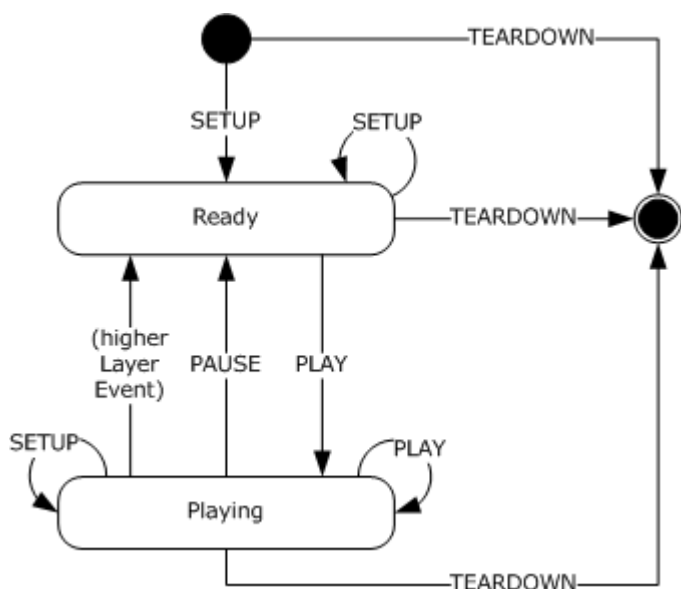 TEARDOWN
SETUP
SETUP
Ready
TEARDOWN
(higher
Layer
Event)
PAUSE
PLAY
SETUP
PLAY
Playing
TEARDOWN